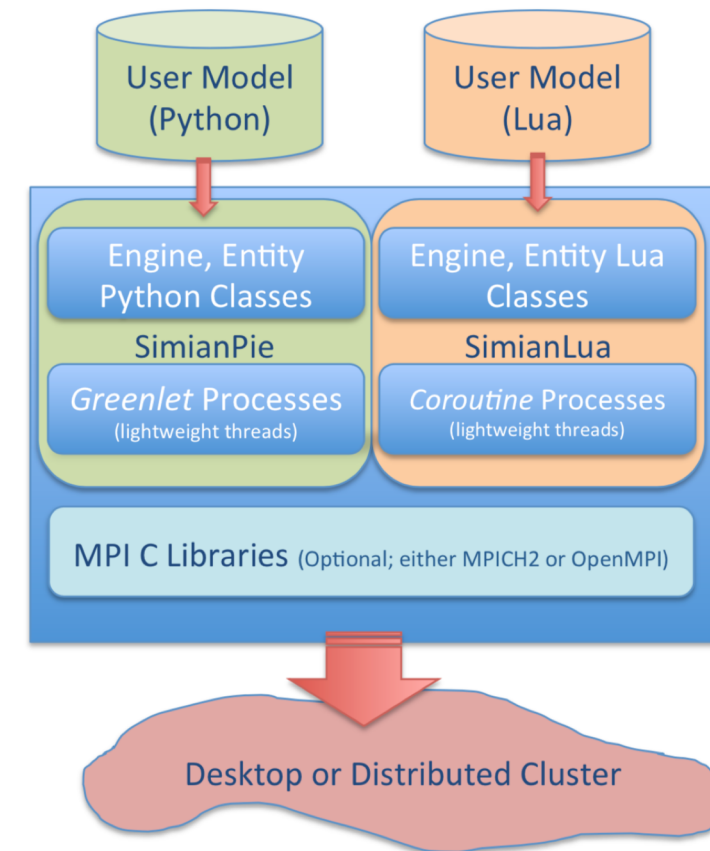 User Model
(Python)
User Model
(Lua)
Engine, Entity
Python Classes
SimianPie
Greenlet Processes
(lightweight threads)
Engine, Entity Lua
Classes
SimianLua
Coroutine Processes
(lightweight threads)
MPI C Libraries (Optional; either MPICH2 or OpenMPI)
Desktop or Distributed Cluster